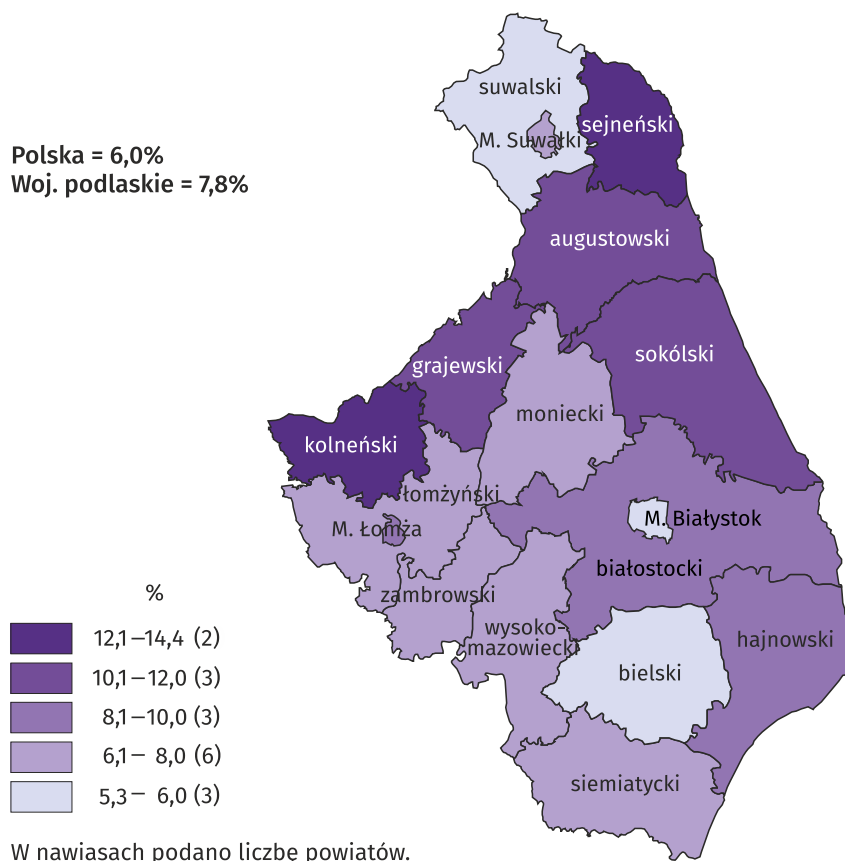 suwalski
sejneński
M. Suwałki
Polska = 6,0%
Woj. podlaskie = 7,8%
augustowski
sokólski
grajewski
moniecki
kolneński
łomżyński
M. Łomża
M. Białystok
białostocki
zambrowski
%
wysoko-
mazowiecki
hajnowski
bielski
12,1–14,4 (2)
10,1–12,0 (3)
8,1–10,0 (3)
6,1– 8,0 (6)
5,3– 6,0 (3)
siemiatycki
W nawiasach podano liczbę powiatów.